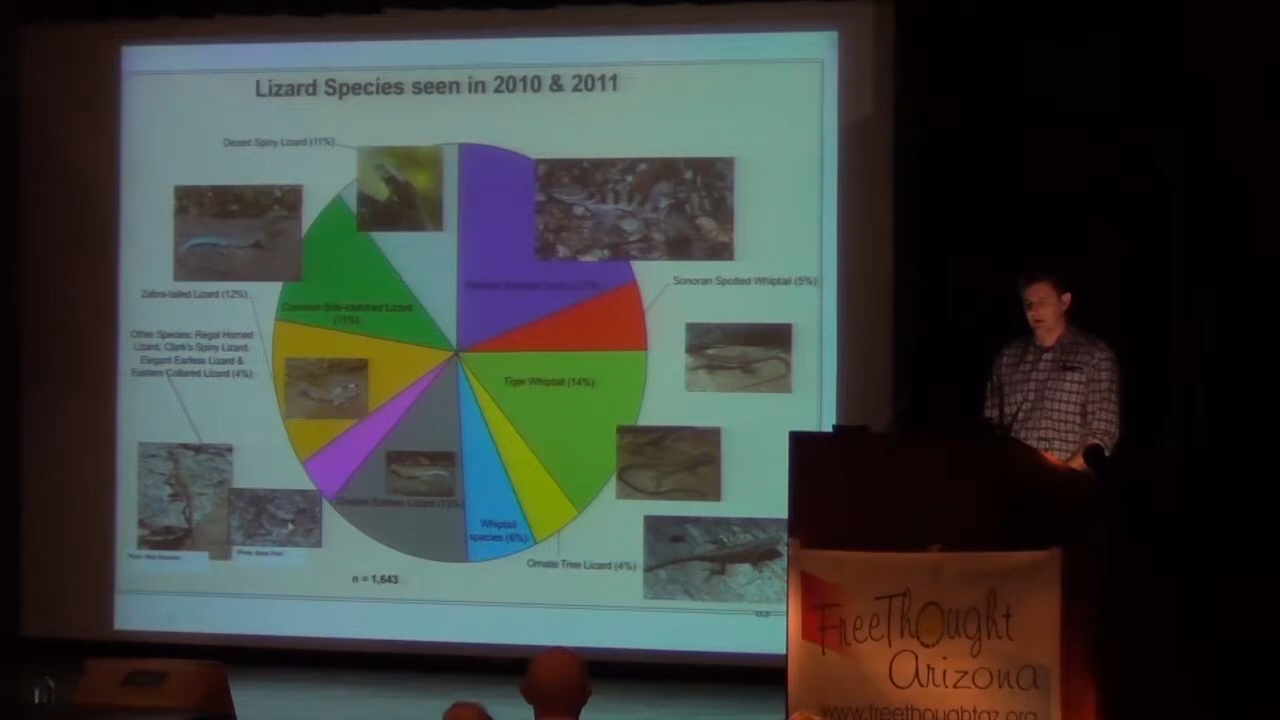 Lizard Species seen in 2010 & 2011
Desert Spiny Lizard (11%)
Sonoran Spotted Whiptail (5%)
Zebra-tailed Lizard (12%)
Common Side-blotched Lizard
(11%)
Other Species: Regal Horned
Lizard, Clark's Spiny Lizard,
Elegant Earless Lizard &
Eastern Collared Lizard (4%)
Tiger Whiptail (14%)
Earless Lizard
Whiptail
species (6%)
Ornate Tree Lizard (4%)
n = 1,643
FreeThought
Arizona
www.freethoughtaz.org